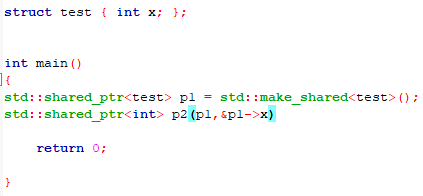 struct test { int x; };
int main()
{
std::shared_ptr<test> p1 = std::make_shared<test>();
std::shared_ptr<int> p2(p1,&p1->x)
return 0;
}